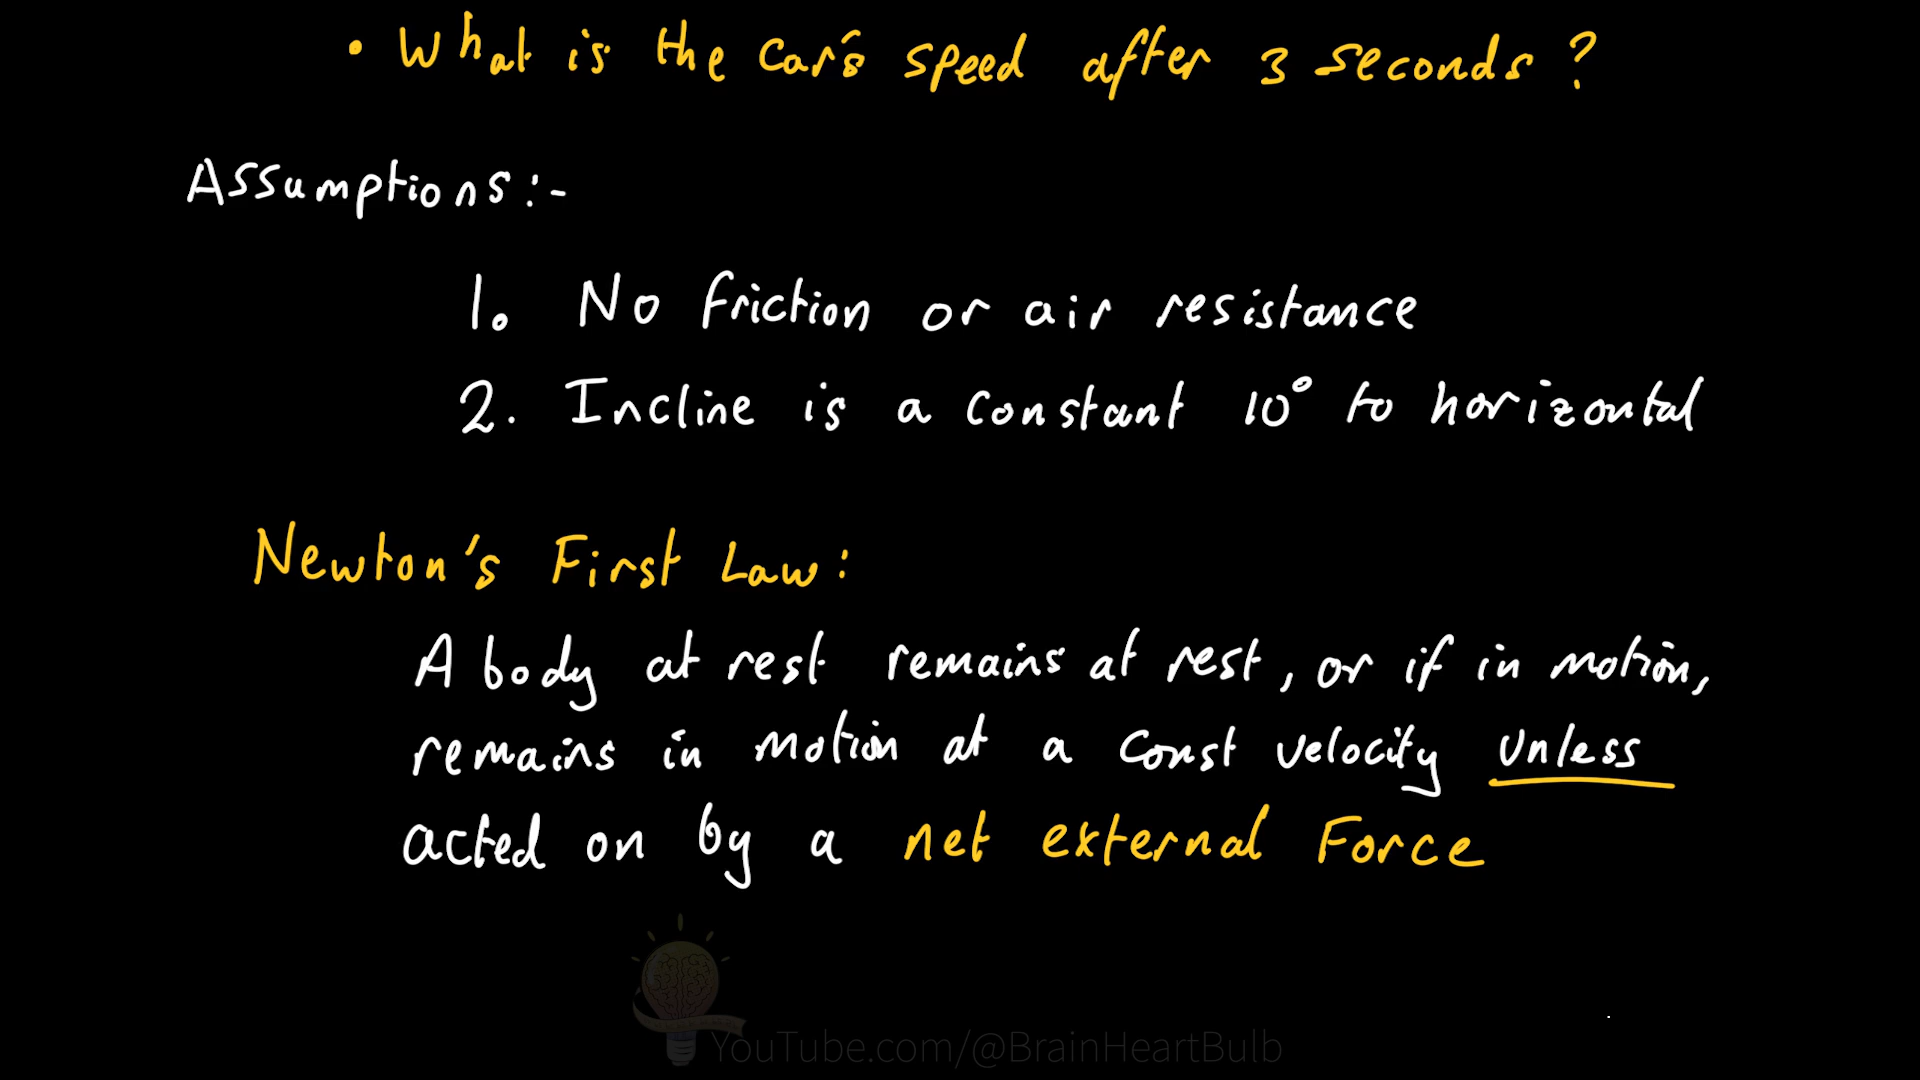 • What is the car's speed after 3 seconds?
Assumptions:-
1. No friction or air resistance
2. Incline is a constant 10° to horizontal
Newton's First Law:
A body at rest remains at rest, or if in motion,
remains in motion at a const velocity unless
acted on by a net external Force
YouTube.com/@BrainHeartBulb